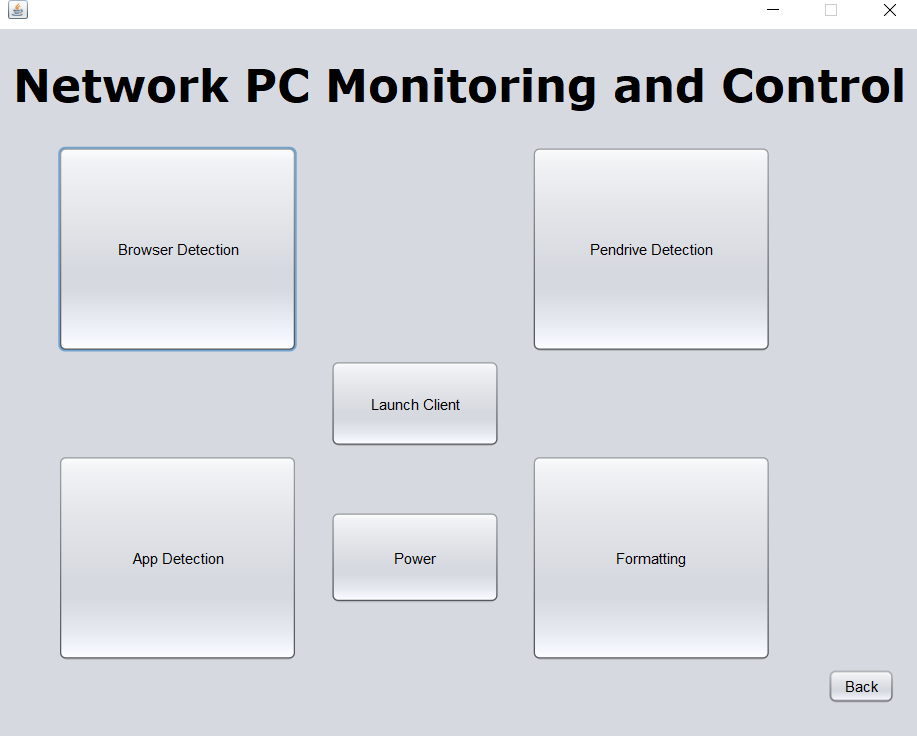 Network PC Monitoring and Control
Browser Detection
Pendrive Detection
Launch Client
App Detection
Power
Formatting
Back